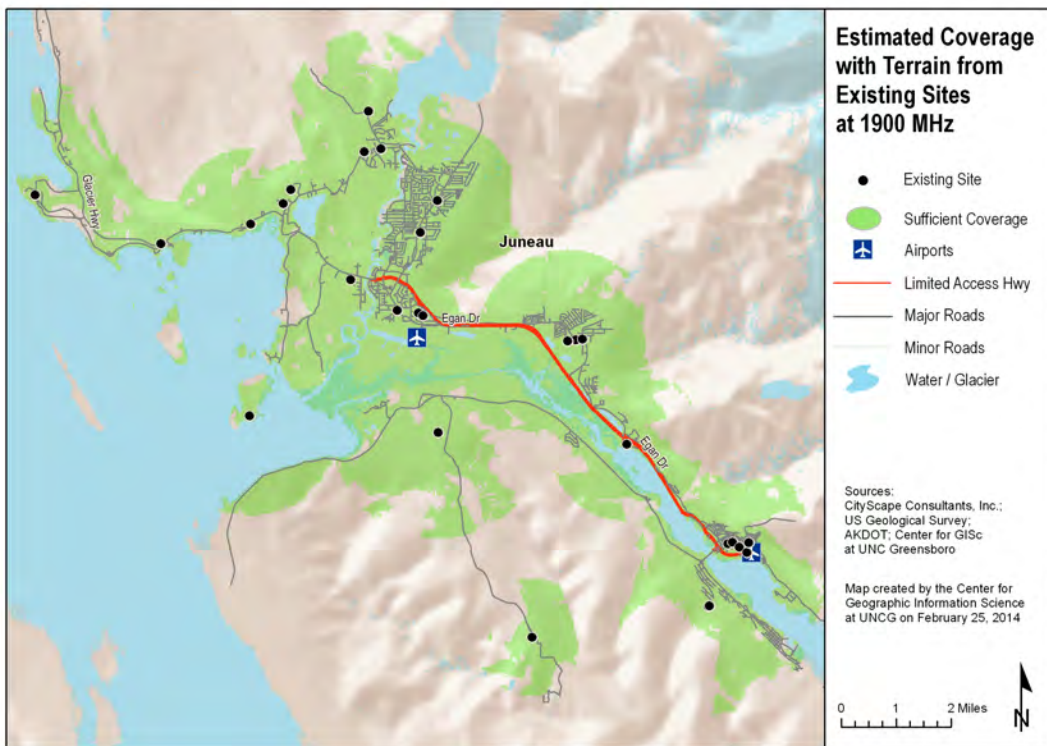 Estimated Coverage
with Terrain from
Existing Sites
at 1900 MHz
Existing Site
Sufficient Coverage
Airports
Limited Access Hwy
Major Roads
Minor Roads
Water / Glacier
Sources:
CityScape Consultants, Inc.;
US Geological Survey;
AKDOT; Center for GISc
at UNC Greensboro
Map created by the Center for
Geographic Information Science
at UNCG on February 25, 2014
0 1 2 Miles
N
Glacier Hwy
Juneau
Egan Dr
Egan Dr